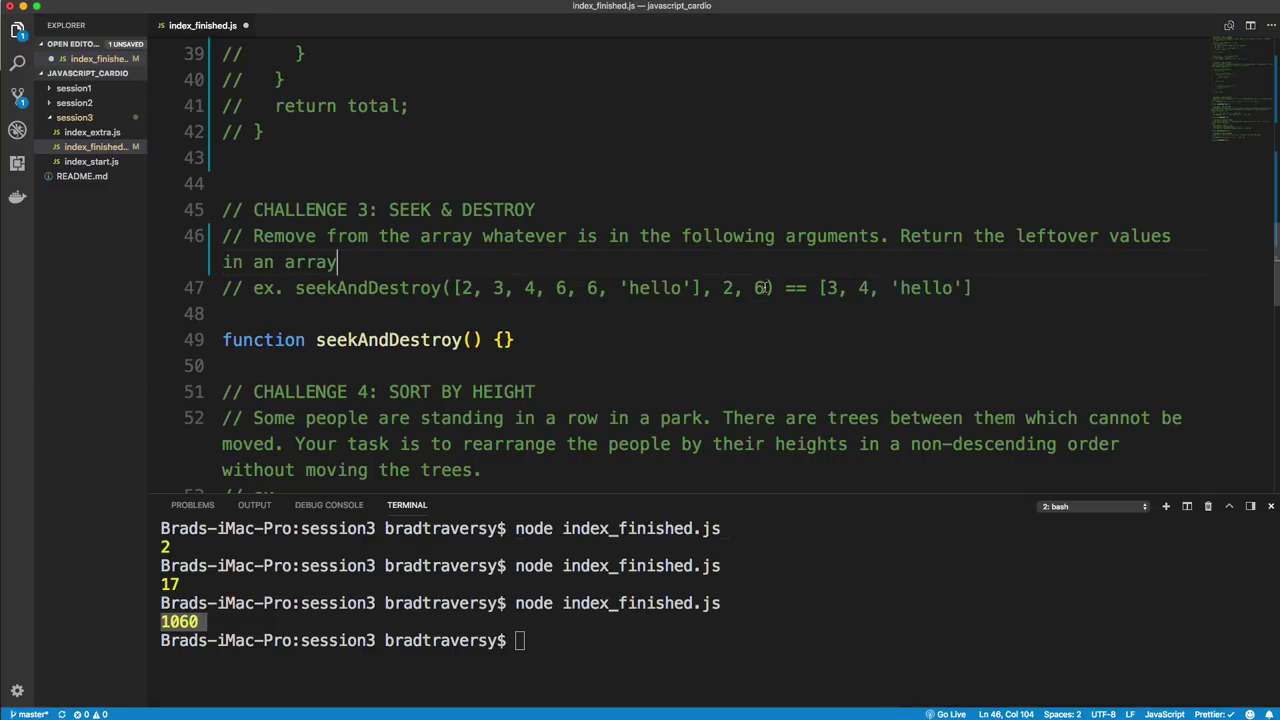 index_finished.js — javascript_cardio
EXPLORER
index_finished.js
OPEN EDITO... 1 UNSAVED
index_finishe.. M
JAVASCRIPT_CARDIO
session1
session2
session3
JS index_extra.js
JS index_finished... M
JS index_start.js
README.md
39 // }
40 // }
41 // return total;
42 // }
43
44
45 // CHALLENGE 3: SEEK & DESTROY
46 // Remove from the array whatever is in the following arguments. Return the leftover values
in an array
47 // ex. seekAndDestroy([2, 3, 4, 6, 6, 'hello'], 2, 6) == [3, 4, 'hello']
48
49 function seekAndDestroy() {}
50
51 // CHALLENGE 4: SORT BY HEIGHT
52 // Some people are standing in a row in a park. There are trees between them which cannot be
moved. Your task is to rearrange the people by their heights in a non-descending order
without moving the trees.
PROBLEMS OUTPUT DEBUG CONSOLE TERMINAL 2: bash
Brads-iMac-Pro:session3 bradtraversy$ node index_finished.js
2
Brads-iMac-Pro:session3 bradtraversy$ node index_finished.js
17
Brads-iMac-Pro:session3 bradtraversy$ node index_finished.js
1060
Brads-iMac-Pro:session3 bradtraversy$
master* 0 0 Go Live Ln 46, Col 104 Spaces: 2 UTF-8 LF JavaScript Prettier: ✓